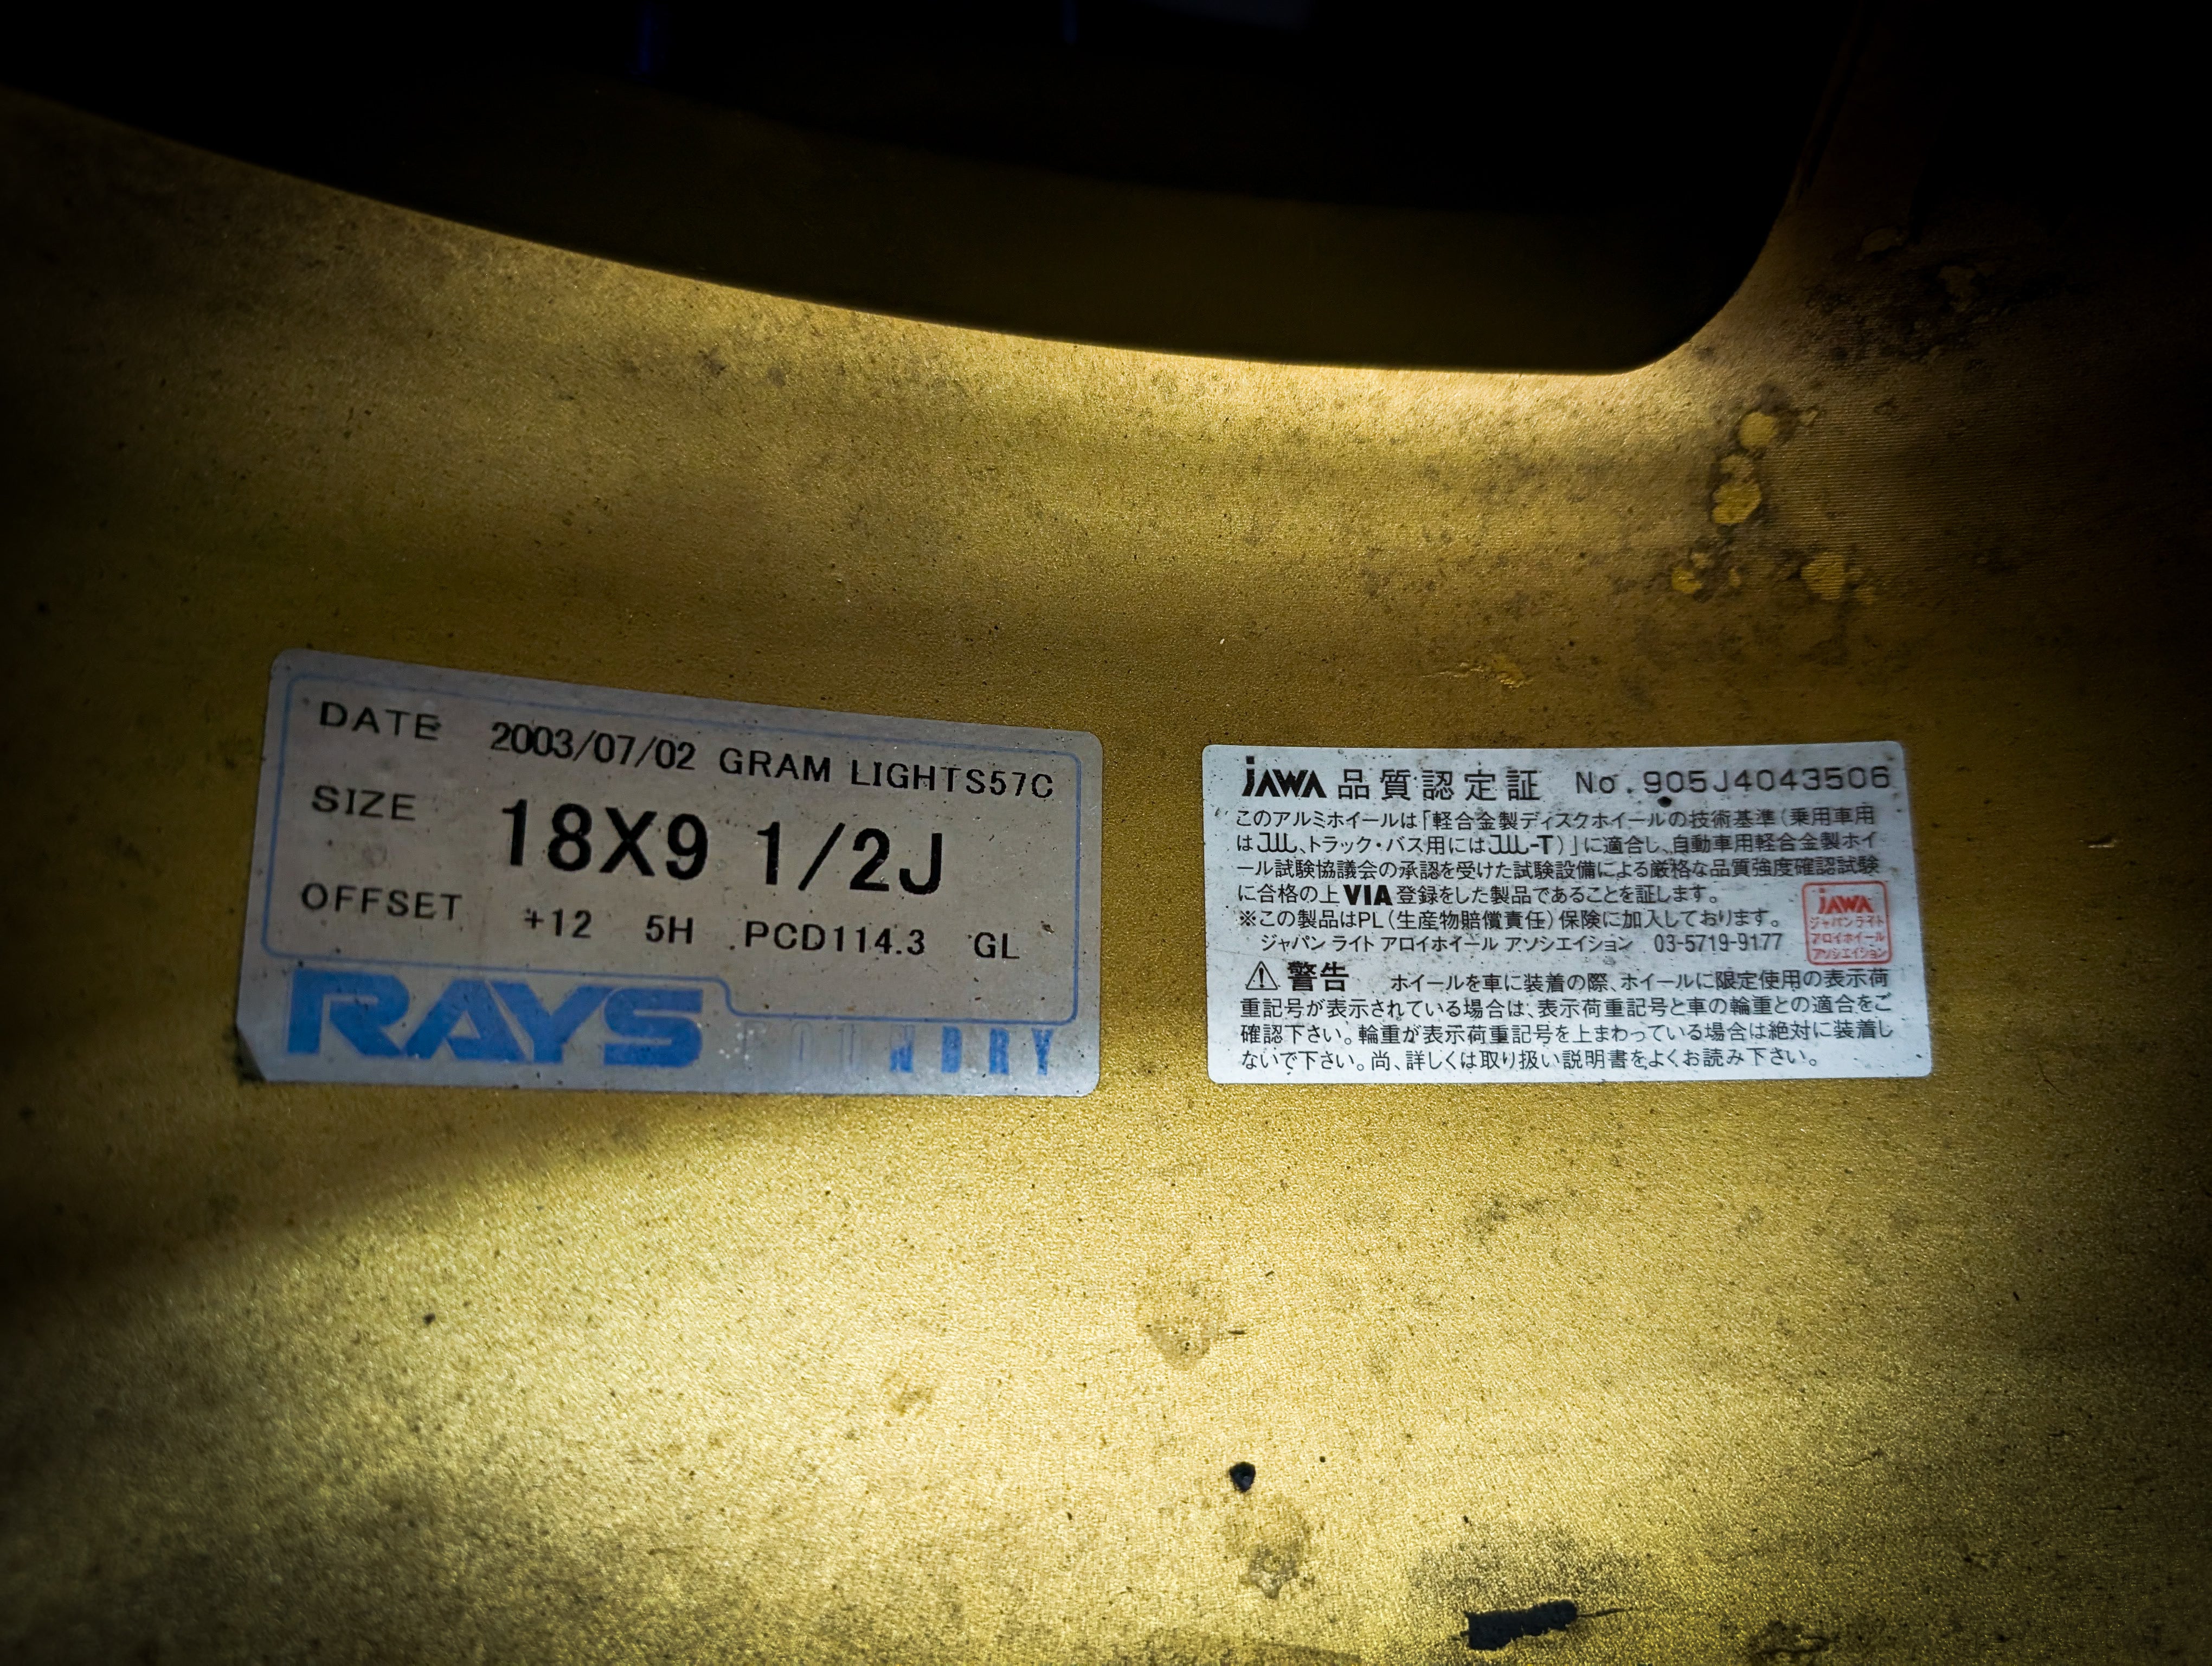 DATE 2003/07/02 GRAM LIGHTS57C
SIZE 18X9 1/2J
OFFSET +12 5H PCD114.3 GL
RAYS FOUNDRY
JAWA 品質認定証 No.905J4043506
このアルミホイールは「軽合金製ディスクホイールの技術基準（乗用車用
はJWL、トラック・バス用にはJWL-T）」に適合し、自動車用軽合金製ホイ
ール試験協議会の承認を受けた試験設備による厳格な品質強度確認試験
に合格の上VIA登録をした製品であることを証します。
※この製品はPL（生産物賠償責任）保険に加入しております。
ジャパン ライト アロイホイール アソシエイション 03-5719-9177
JAWA
ジャパンライト
アロイホイール
アソシエイション
⚠ 警告 ホイールを車に装着の際、ホイールに限定使用の表示荷
重記号が表示されている場合は、表示荷重記号と車の輪重との適合をご
確認下さい。輪重が表示荷重記号を上まわっている場合は絶対に装着し
ないで下さい。尚、詳しくは取り扱い説明書をよくお読み下さい。